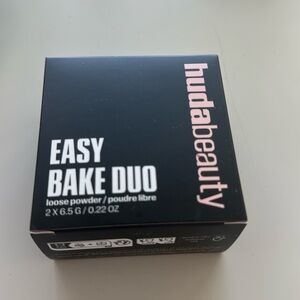 hudabeauty
EASY
BAKE DUO
loose powder / poudre libre
2 X 6.5 G / 0.22 OZ